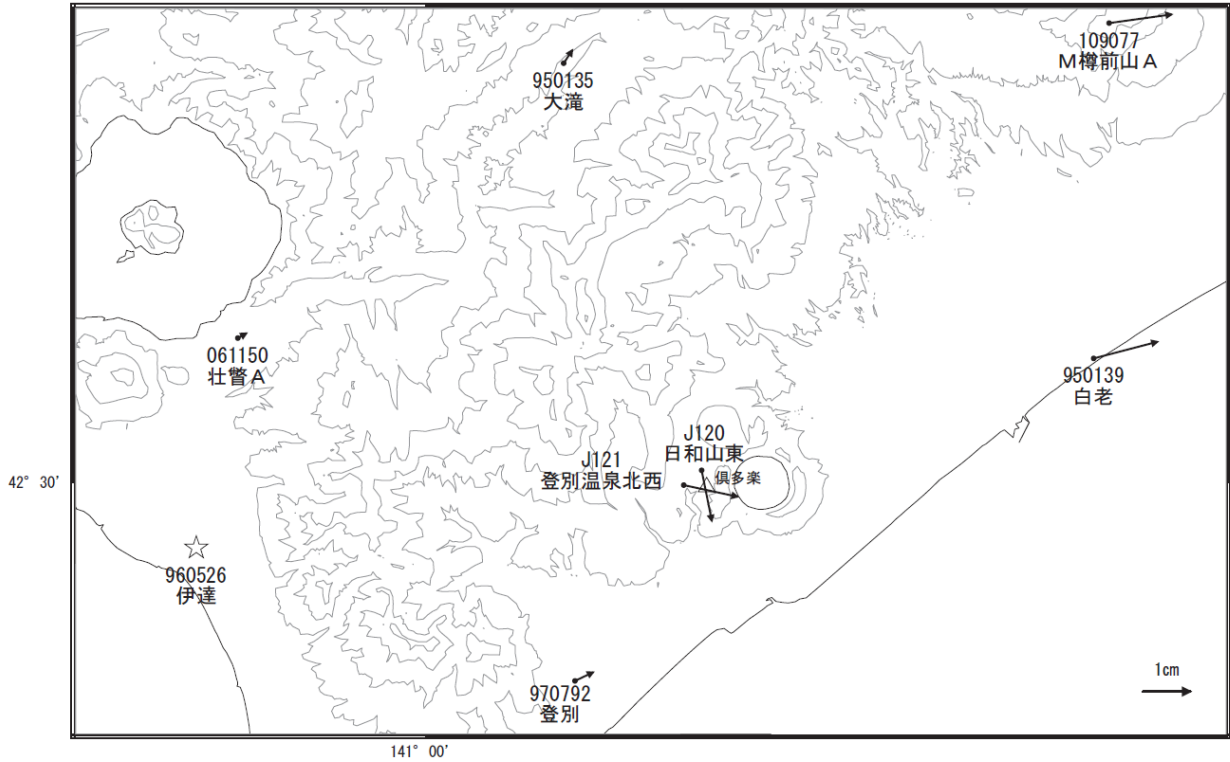 109077
M樽前山A
950135
大滝
061150
壮瞥A
950139
白老
J120
日和山東
J121
登別温泉北西
倶多楽
42° 30'
960526
伊達
970792
登別
1cm
141° 00'